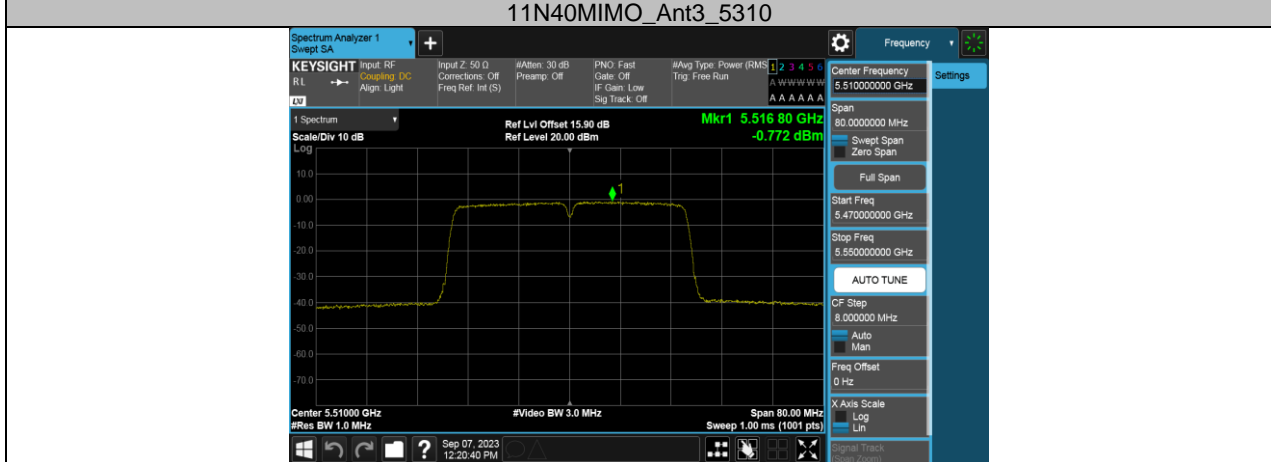 11N40MIMO_Ant3_5310
Spectrum Analyzer 1
Swept SA
+
Frequency
KEYSIGHT
RL
LXI
Input: RF
Coupling: DC
Align: Light
Input Z: 50 Ω
Corrections: Off
Freq Ref: Int (S)
#Atten: 30 dB
Preamp: Off
PNO: Fast
Gate: Off
IF Gain: Low
Sig Track: Off
#Avg Type: Power (RMS
Trig: Free Run
1 2 3 4 5 6
A W W W W W
A A A A A A
Center Frequency
5.510000000 GHz
Settings
Span
80.0000000 MHz
Swept Span
Zero Span
Full Span
Start Freq
5.470000000 GHz
Stop Freq
5.550000000 GHz
AUTO TUNE
CF Step
8.000000 MHz
Auto
Man
Freq Offset
0 Hz
X Axis Scale
Log
Lin
Signal Track
(Span Zoom)
1 Spectrum
Scale/Div 10 dB
Ref Lvl Offset 15.90 dB
Ref Level 20.00 dBm
Mkr1 5.516 80 GHz
-0.772 dBm
Log
10.0
0.00
-10.0
-20.0
-30.0
-40.0
-50.0
-60.0
-70.0
1
Center 5.51000 GHz
#Res BW 1.0 MHz
#Video BW 3.0 MHz
Span 80.00 MHz
Sweep 1.00 ms (1001 pts)
?
Sep 07, 2023
12:20:40 PM